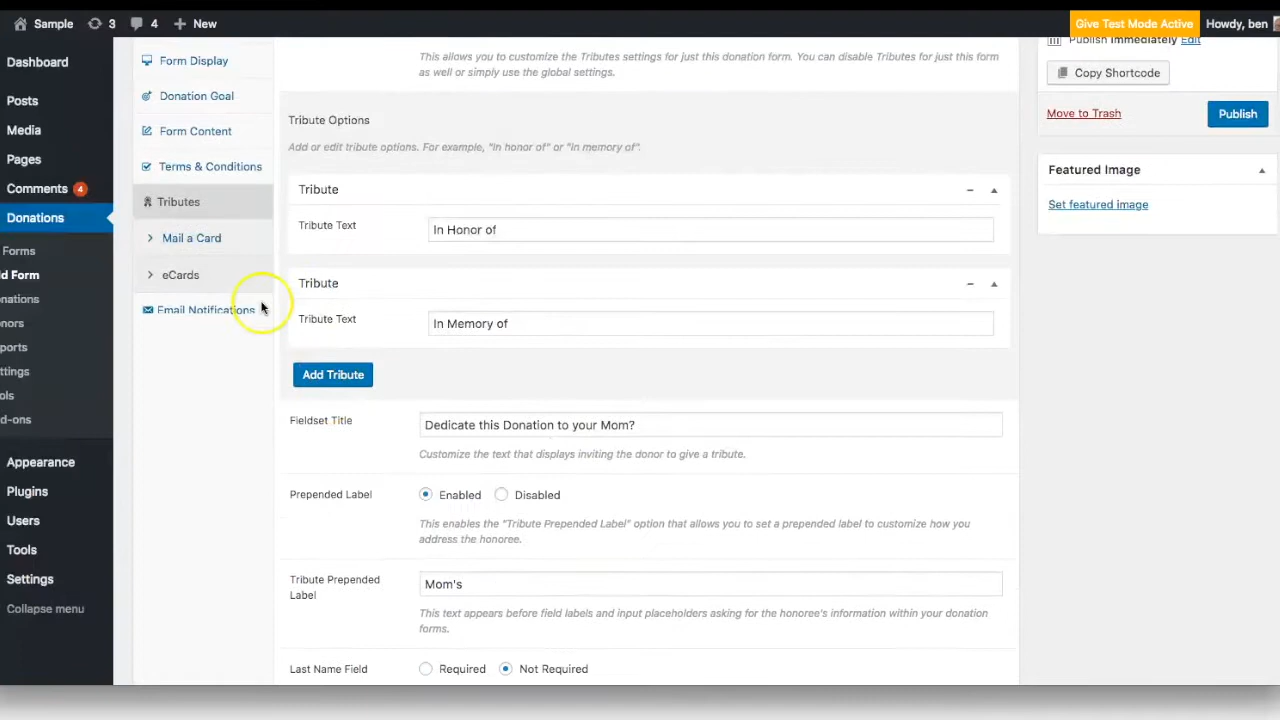 Sample 3 4 New Give Test Mode Active Howdy, ben
Dashboard
Posts
Media
Pages
Comments 4
Donations
Forms
d Form
onations
onors
ports
ttings
ols
d-ons
Appearance
Plugins
Users
Tools
Settings
Collapse menu
Form Display
Donation Goal
Form Content
Terms & Conditions
Tributes
Mail a Card
eCards
Email Notifications
This allows you to customize the Tributes settings for just this donation form. You can disable Tributes for just this form
as well or simply use the global settings.
Tribute Options
Add or edit tribute options. For example, "In honor of" or "In memory of".
Tribute
Tribute Text In Honor of
Tribute
Tribute Text In Memory of
Add Tribute
Fieldset Title Dedicate this Donation to your Mom?
Customize the text that displays inviting the donor to give a tribute.
Prepended Label Enabled Disabled
This enables the "Tribute Prepended Label" option that allows you to set a prepended label to customize how you
address the honoree.
Tribute Prepended
Label
Mom's
This text appears before field labels and input placeholders asking for the honoree's information within your donation
forms.
Last Name Field Required Not Required
Publish Immediately Edit
Copy Shortcode
Move to Trash Publish
Featured Image
Set featured image